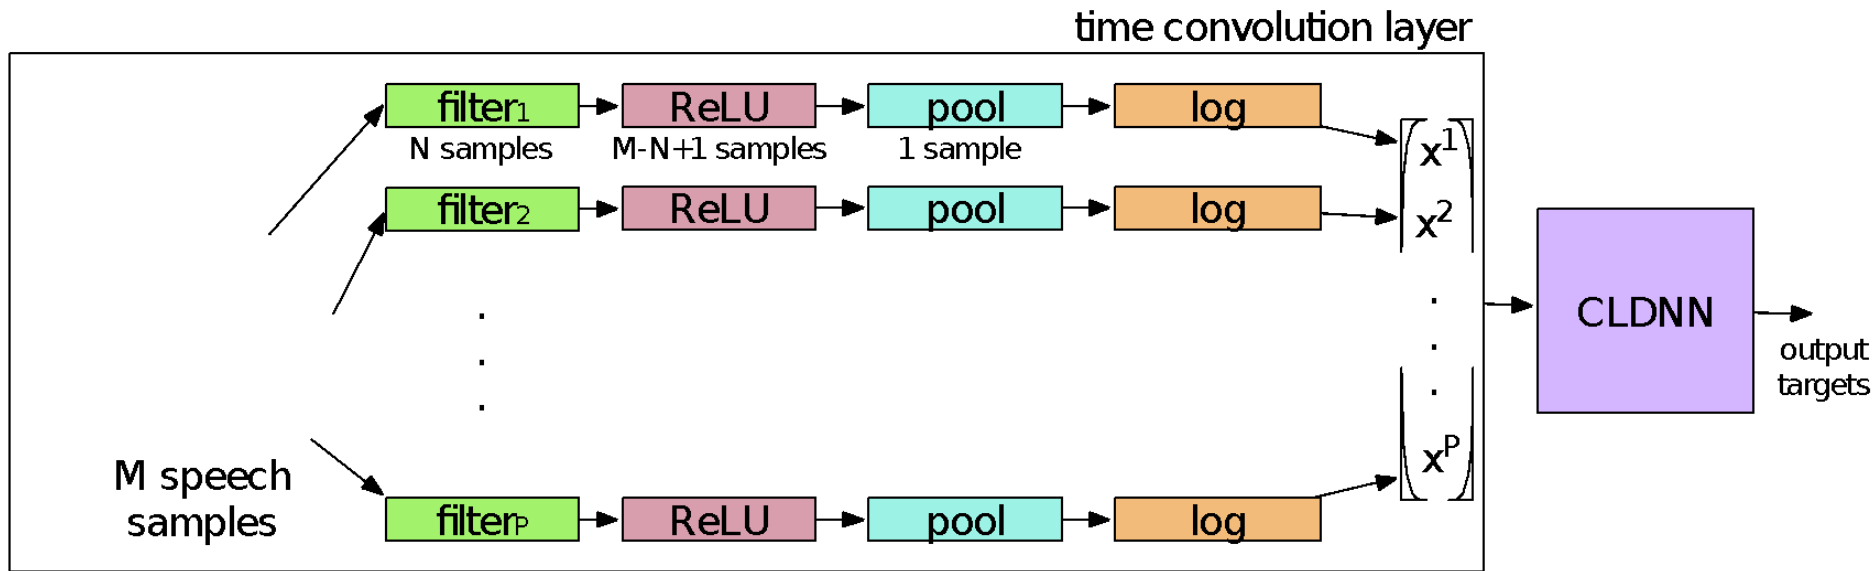 time convolution layer
filter₁ ReLU pool log
N samples M-N+1 samples 1 sample
x¹
filter₂ ReLU pool log
x²
CLDNN
output
targets
M speech
samples
xᴾ
filterₚ ReLU pool log